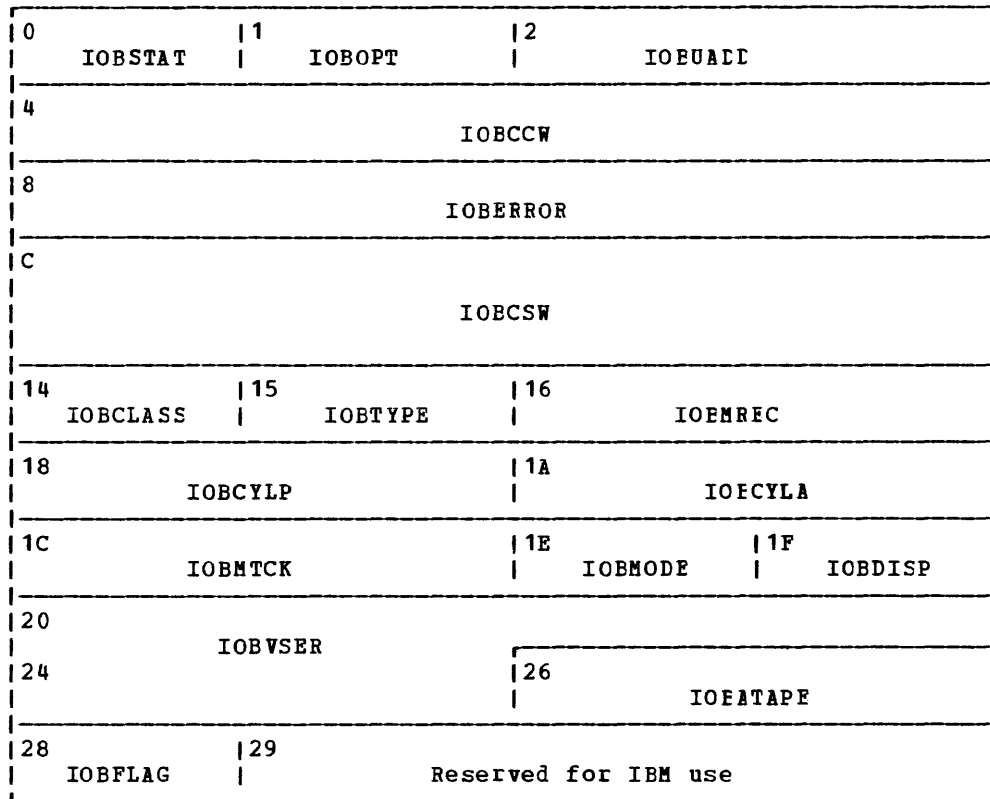 0 1 2
IOBSTAT IOBOPT IOBUADD
4
IOBCCW
8
IOBERROR
C
IOBCSW
14 15 16
IOBCLASS IOBTYPE IOBMREC
18 1A
IOBCYLP IOBCYLA
1C 1E 1F
IOBMTCK IOBMODE IOBDISP
20
IOBVSER
24 26
IOBATAPE
28 29
IOBFLAG Reserved for IBM use